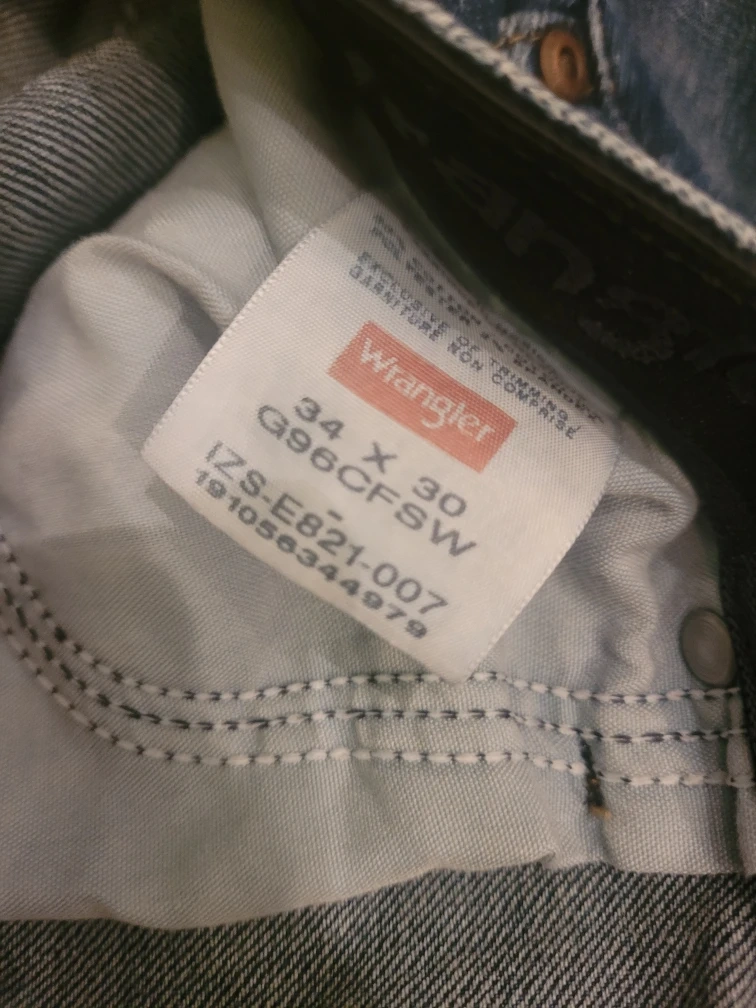 EXCLUSIVE OF TRIMMING/
GARNITURE NON COMPRISE
Wrangler
34 X 30
G96CFSW
-
IZS-E821-007
191056344979